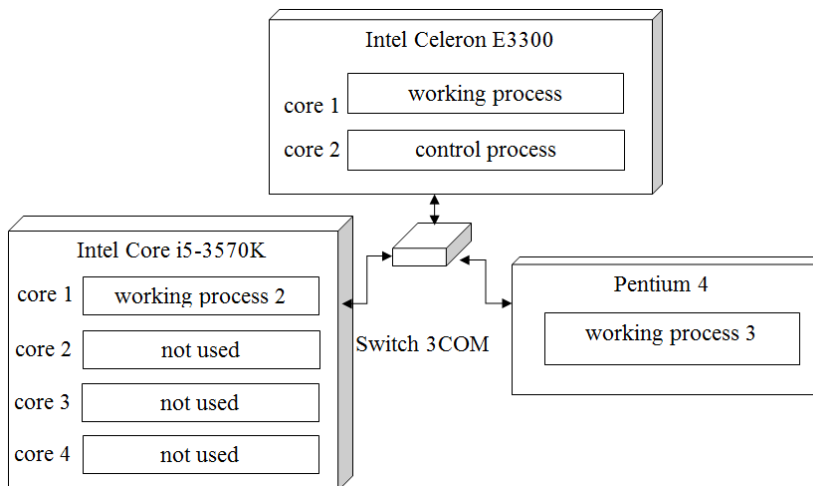 Intel Celeron E3300
core 1 working process
core 2 control process
Intel Core i5-3570K
core 1 working process 2
core 2 not used
core 3 not used
core 4 not used
Switch 3COM
Pentium 4
working process 3